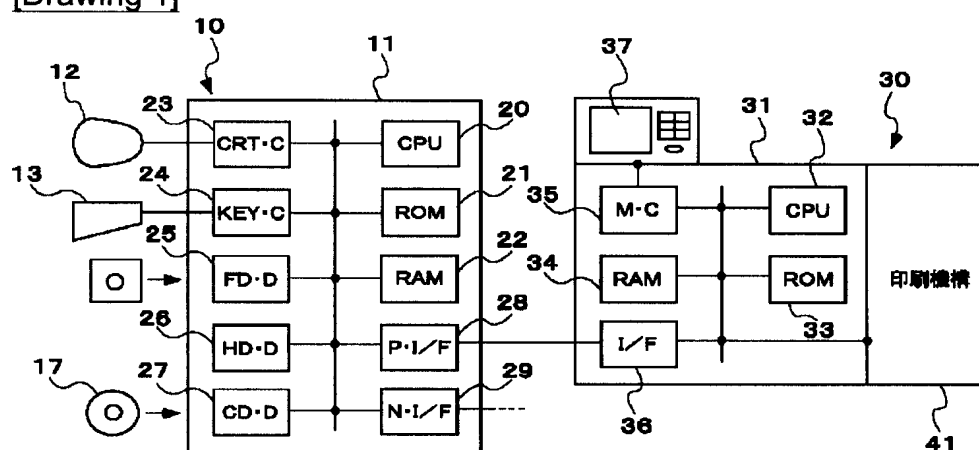 [Drawing 1]
10
11
12
23
CRT・C
CPU
20
13
24
KEY・C
ROM
21
25
FD・D
RAM
22
26
HD・D
P・I/F
28
17
27
CD・D
N・I/F
29
37
30
31
32
35
M・C
CPU
34
RAM
ROM
33
印刷機構
I/F
36
41